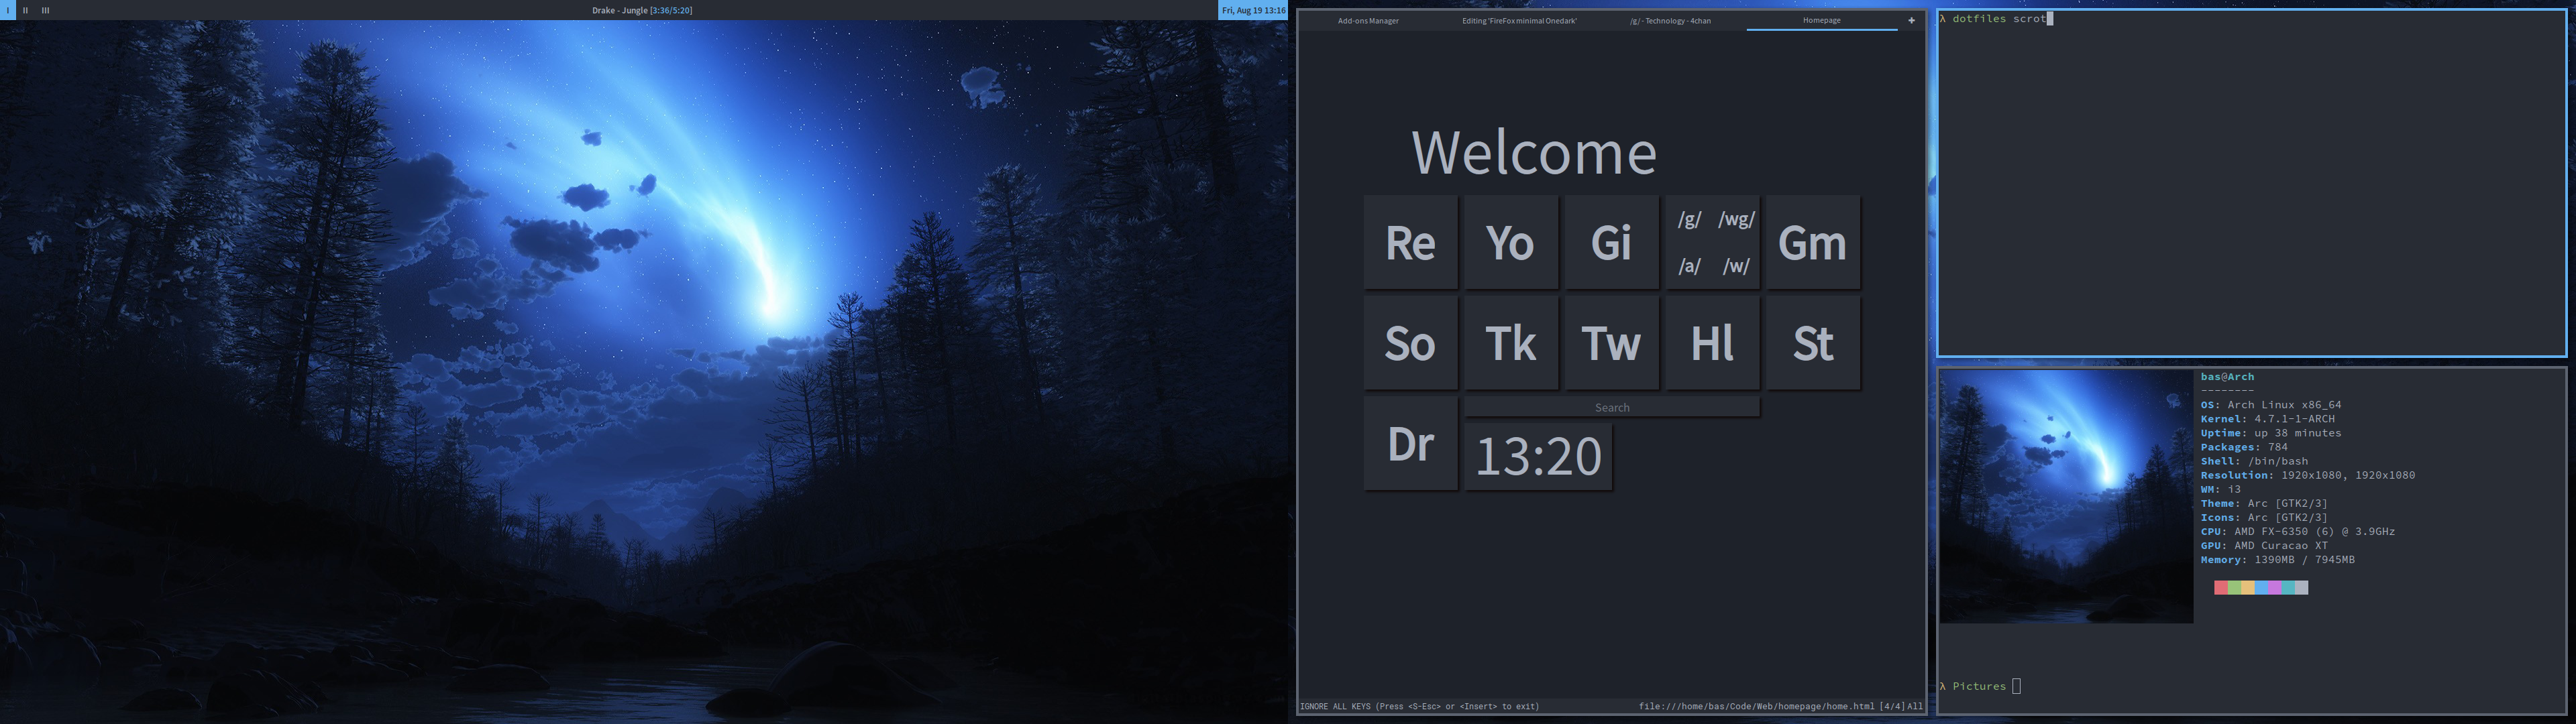 I II III
Drake - Jungle [3:36/5:20]
Fri, Aug 19 13:16
Add-ons Manager
Editing 'FireFox minimal Onedark'
/g/ - Technology - 4chan
Homepage
+
Welcome
Re Yo Gi /g/ /wg/ /a/ /w/ Gm
So Tk Tw Hl St
Dr
Search
13:20
IGNORE ALL KEYS (Press <S-Esc> or <Insert> to exit)
file:///home/bas/Code/Web/homepage/home.html [4/4] All
λ dotfiles scrot
bas@Arch
--------
OS: Arch Linux x86_64
Kernel: 4.7.1-1-ARCH
Uptime: up 38 minutes
Packages: 784
Shell: /bin/bash
Resolution: 1920x1080, 1920x1080
WM: i3
Theme: Arc [GTK2/3]
Icons: Arc [GTK2/3]
CPU: AMD FX-6350 (6) @ 3.9GHz
GPU: AMD Curacao XT
Memory: 1390MB / 7945MB
λ Pictures